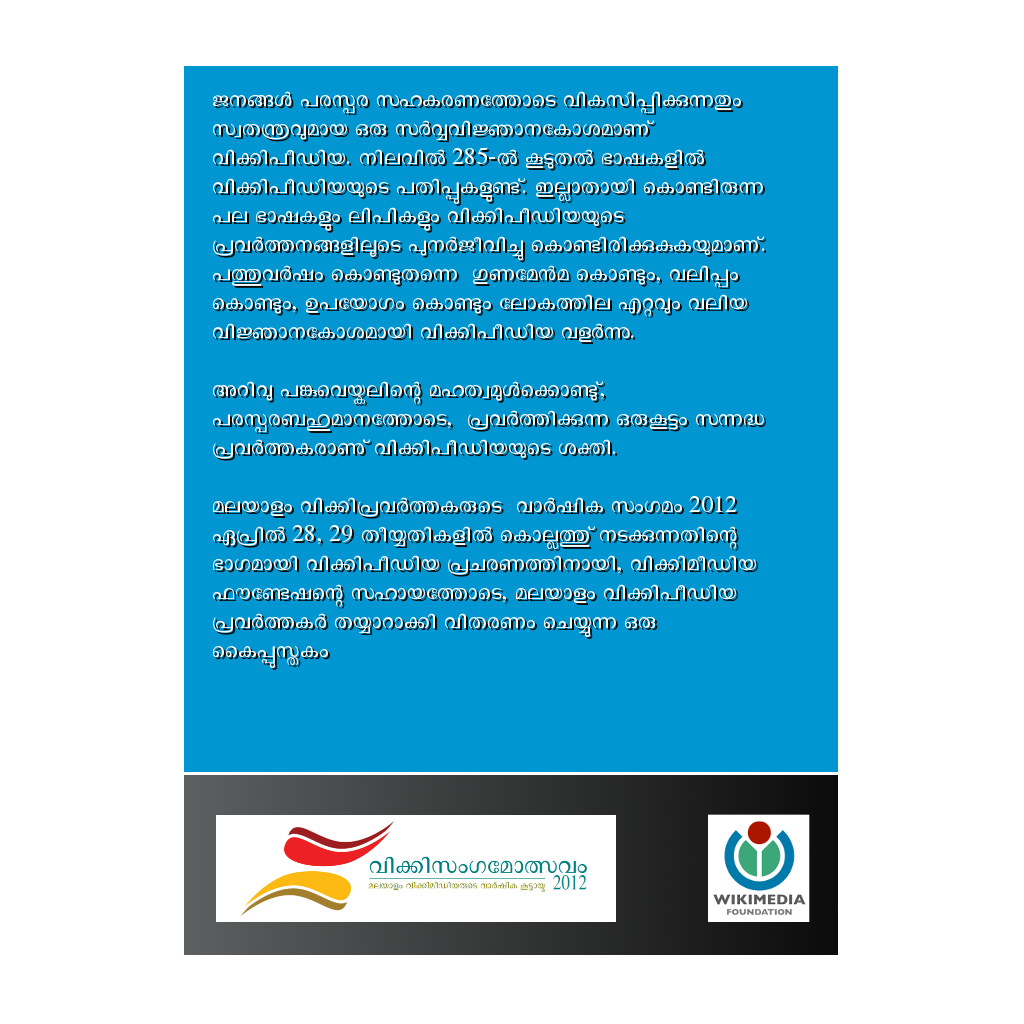 ജനങ്ങൾ പരസ്പര സഹകരണത്തോടെ വികസിപ്പിക്കുന്നതും
സ്വതന്ത്രവുമായ ഒരു സർവ്വവിജ്ഞാനകോശമാണ്
വിക്കിപീഡിയ. നിലവിൽ 285-ൽ കൂടുതൽ ഭാഷകളിൽ
വിക്കിപീഡിയയുടെ പതിപ്പുകളുണ്ട്. ഇല്ലാതായി കൊണ്ടിരുന്ന
പല ഭാഷകളും ലിപികളും വിക്കിപീഡിയയുടെ
പ്രവർത്തനങ്ങളിലൂടെ പുനർജീവിച്ചു കൊണ്ടിരിക്കുകുകയുമാണ്.
പത്തുവർഷം കൊണ്ടുതന്നെ ഗുണമേൻമ കൊണ്ടും, വലിപ്പം
കൊണ്ടും, ഉപയോഗം കൊണ്ടും ലോകത്തില ഏറ്റവും വലിയ
വിജ്ഞാനകോശമായി വിക്കിപീഡിയ വളർന്നു.
അറിവു പങ്കുവെയ്ക്കലിന്റെ മഹത്വമുൾക്കൊണ്ടു്,
പരസ്പരബഹുമാനത്തോടെ, പ്രവർത്തിക്കുന്ന ഒരുകൂട്ടം സന്നദ്ധ
പ്രവർത്തകരാണു് വിക്കിപീഡിയയുടെ ശക്തി.
മലയാളം വിക്കിപ്രവർത്തകരുടെ വാർഷിക സംഗമം 2012
ഏപ്രിൽ 28, 29 തീയ്യതികളിൽ കൊല്ലത്തു് നടക്കുന്നതിന്റെ
ഭാഗമായി വിക്കിപീഡിയ പ്രചരണത്തിനായി, വിക്കിമീഡിയ
ഫൗണ്ടേഷന്റെ സഹായത്തോടെ, മലയാളം വിക്കിപീഡിയ
പ്രവർത്തകർ തയ്യാറാക്കി വിതരണം ചെയ്യുന്ന ഒരു
കൈപ്പുസ്തകം
വിക്കിസംഗമോത്സവം
മലയാളം വിക്കിമീഡിയരുടെ വാർഷിക കൂട്ടായ്മ 2012
WIKIMEDIA
FOUNDATION